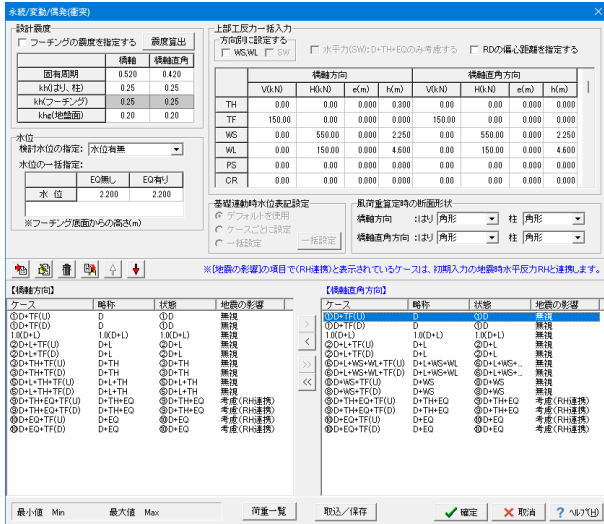 永続/変動/偶発(衝突)
設計震度
フーチングの震度を指定する 震度算出
橋軸 橋軸直角
固有周期 0.520 0.420
kh(はり、柱) 0.25 0.25
kh(フーチング) 0.25 0.25
khg(地盤面) 0.20 0.20
水位
検討水位の指定: 水位有無
水位の一括指定:
EQ無し EQ有り
水 位 2.200 2.200
※フーチング底面からの高さ(m)
上部工反力一括入力
方向別に設定する
WS,WL SW
水平力(SW):D+TH+EQのみ考慮する
RDの偏心距離を指定する
橋軸方向 橋軸直角方向
V(kN) H(kN) e(m) h(m) V(kN) H(kN) e(m) h(m)
TH 0.00 0.00 0.000 0.300 0.00 0.00 0.000 0.000
TF 150.00 0.00 0.000 0.000 150.00 0.00 0.000 0.000
WS 0.00 550.00 0.000 2.250 0.00 550.00 0.000 2.250
WL 0.00 150.00 0.000 4.600 0.00 150.00 0.000 4.600
PS 0.00 0.00 0.000 0.000 0.00 0.00 0.000 0.000
CR 0.00 0.00 0.000 0.000 0.00 0.00 0.000 0.000
基礎連動時水位表記設定
デフォルトを使用
ケースごとに設定
一括設定 一括設定
風荷重算定時の断面形状
橋軸方向 :はり 角形 柱 角形
橋軸直角方向 :はり 角形 柱 角形
※[地震の影響]の項目で(RH連携)と表示されているケースは、初期入力の地震時水平反力RHと連携します。
【橋軸方向】
ケース 略称 状態 地震の影響
①D+TF(U) D ①D 無視
①D+TF(D) D ①D 無視
1.0(D+L) 1.0(D+L) 1.0(D+L) 無視
②D+L+TF(U) D+L ②D+L 無視
②D+L+TF(D) D+L ②D+L 無視
③D+TH+TF(U) D+TH ③D+TH 無視
③D+TH+TF(D) D+TH ③D+TH 無視
⑤D+L+TH+TF(U) D+L+TH ⑤D+L+TH 無視
⑤D+L+TH+TF(D) D+L+TH ⑤D+L+TH 無視
⑨D+TH+EQ+TF(U) D+TH+EQ ⑨D+TH+EQ 考慮(RH連携)
⑨D+TH+EQ+TF(D) D+TH+EQ ⑨D+TH+EQ 考慮(RH連携)
⑩D+EQ+TF(U) D+EQ ⑩D+EQ 考慮(RH連携)
⑩D+EQ+TF(D) D+EQ ⑩D+EQ 考慮(RH連携)
>
<
>>
<<
【橋軸直角方向】
ケース 略称 状態 地震の影響
①D+TF(U) D ①D 無視
①D+TF(D) D ①D 無視
1.0(D+L) 1.0(D+L) 1.0(D+L) 無視
②D+L+TF(U) D+L ②D+L 無視
②D+L+TF(D) D+L ②D+L 無視
⑥D+L+WS+WL+TF(U) D+L+WS+WL ⑥D+L+WS+.. 無視
⑥D+L+WS+WL+TF(D) D+L+WS+WL ⑥D+L+WS+.. 無視
⑧D+WS+TF(U) D+WS ⑧D+WS 無視
⑧D+WS+TF(D) D+WS ⑧D+WS 無視
⑨D+TH+EQ+TF(U) D+TH+EQ ⑨D+TH+EQ 考慮(RH連携)
⑨D+TH+EQ+TF(D) D+TH+EQ ⑨D+TH+EQ 考慮(RH連携)
⑩D+EQ+TF(U) D+EQ ⑩D+EQ 考慮(RH連携)
⑩D+EQ+TF(D) D+EQ ⑩D+EQ 考慮(RH連携)
最小値 Min 最大値 Max 荷重一覧 取込/保存 確定 取消 ? ヘルプ(H)